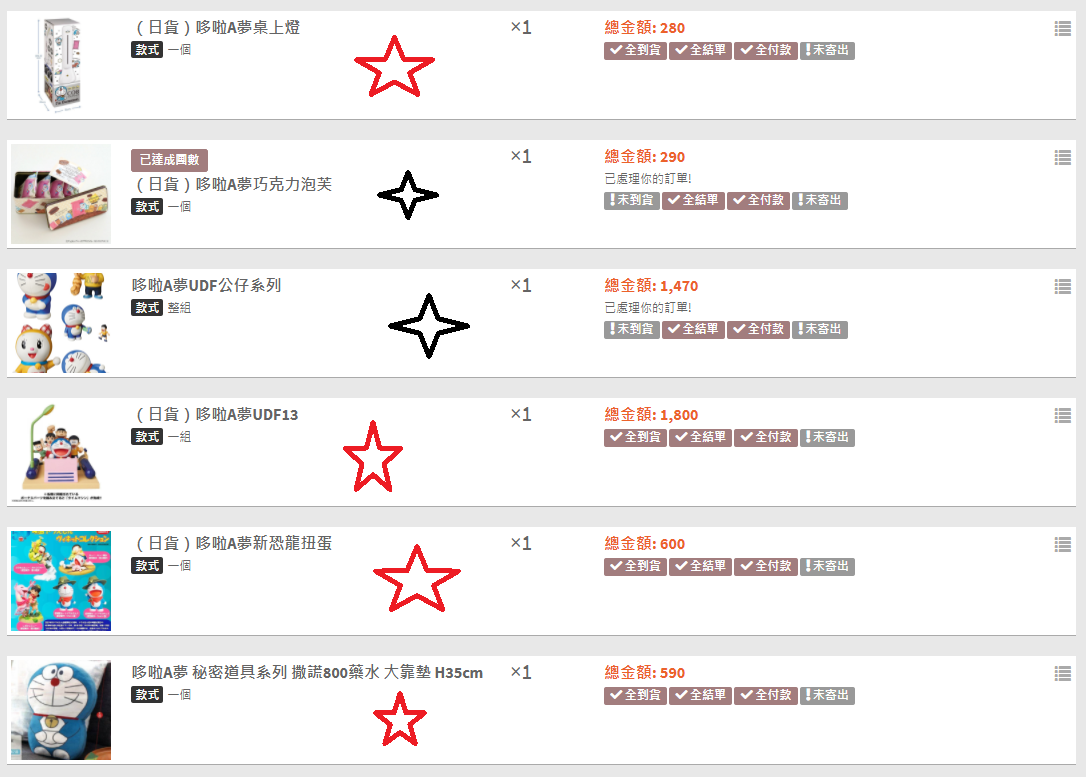 （日貨）哆啦A夢桌上燈
×1
總金額: 280
款式 一個
全到貨 全結單 全付款 未寄出
已達成團數
×1
總金額: 290
（日貨）哆啦A夢巧克力泡芙
已處理你的訂單!
款式 一個
未到貨 全結單 全付款 未寄出
哆啦A夢UDF公仔系列
×1
總金額: 1,470
款式 整組
已處理你的訂單!
未到貨 全結單 全付款 未寄出
（日貨）哆啦A夢UDF13
×1
總金額: 1,800
款式 一組
全到貨 全結單 全付款 未寄出
（日貨）哆啦A夢新恐龍扭蛋
×1
總金額: 600
款式 一個
全到貨 全結單 全付款 未寄出
哆啦A夢 秘密道具系列 撒謊800藥水 大靠墊 H35cm
×1
總金額: 590
款式 一個
全到貨 全結單 全付款 未寄出